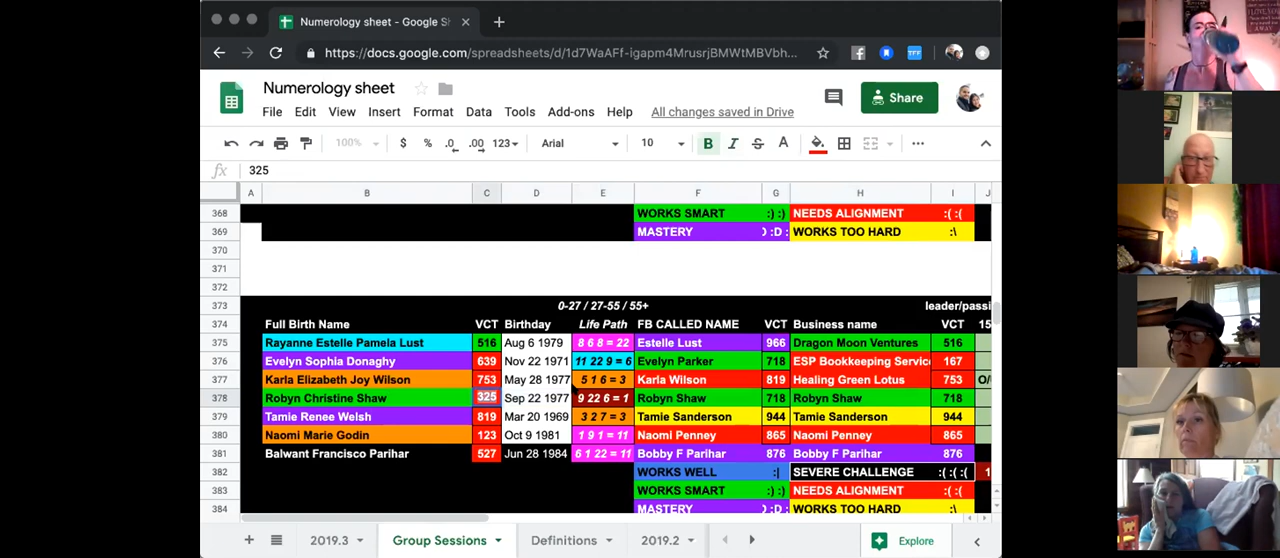 Numerology sheet - Google Sh
https://docs.google.com/spreadsheets/d/1d7WaAFf-igapm4MrusrjBMWtMBVbh...
Numerology sheet
File Edit View Insert Format Data Tools Add-ons Help All changes saved in Drive
Share
100% $ % .0 .00 123 Arial 10 B I S A
fx 325
A B C D E F G H I J
368 WORKS SMART :) :) NEEDS ALIGNMENT :( :(
369 MASTERY ) :D : WORKS TOO HARD :\
370
371
372
373 0-27 / 27-55 / 55+ leader/passi
374 Full Birth Name VCT Birthday Life Path FB CALLED NAME VCT Business name VCT 15
375 Rayanne Estelle Pamela Lust 516 Aug 6 1979 8 6 8 = 22 Estelle Lust 966 Dragon Moon Ventures 516
376 Evelyn Sophia Donaghy 639 Nov 22 1971 11 22 9 = 6 Evelyn Parker 718 ESP Bookkeeping Service 167
377 Karla Elizabeth Joy Wilson 753 May 28 1977 5 1 6 = 3 Karla Wilson 819 Healing Green Lotus 753 O/
378 Robyn Christine Shaw 325 Sep 22 1977 9 22 6 = 1 Robyn Shaw 718 Robyn Shaw 718
379 Tamie Renee Welsh 819 Mar 20 1969 3 2 7 = 3 Tamie Sanderson 944 Tamie Sanderson 944
380 Naomi Marie Godin 123 Oct 9 1981 1 9 1 = 11 Naomi Penney 865 Naomi Penney 865
381 Balwant Francisco Parihar 527 Jun 28 1984 6 1 22 = 11 Bobby F Parihar 876 Bobby F Parihar 876
382 WORKS WELL :| SEVERE CHALLENGE :( :( :( 1
383 WORKS SMART :) :) NEEDS ALIGNMENT :( :(
384 MASTERY ) :D : WORKS TOO HARD :\
2019.3 Group Sessions Definitions 2019.2 Explore